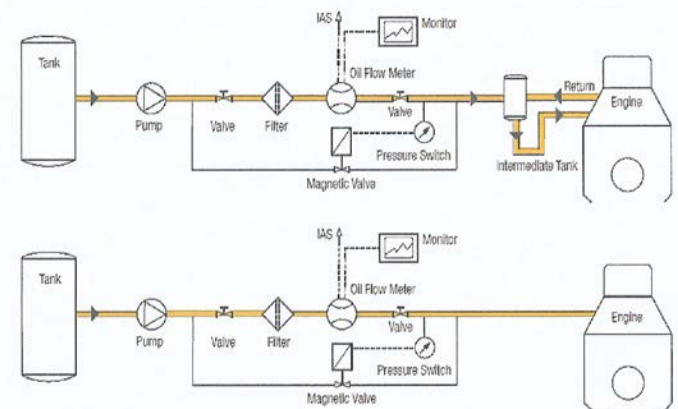 IAS
Monitor
Tank
Oil Flow Meter
Return
Engine
Pump
Valve
Filter
Valve
Pressure Switch
Intermediate Tank
Magnetic Valve
IAS
Monitor
Tank
Oil Flow Meter
Engine
Pump
Valve
Filter
Valve
Pressure Switch
Magnetic Valve